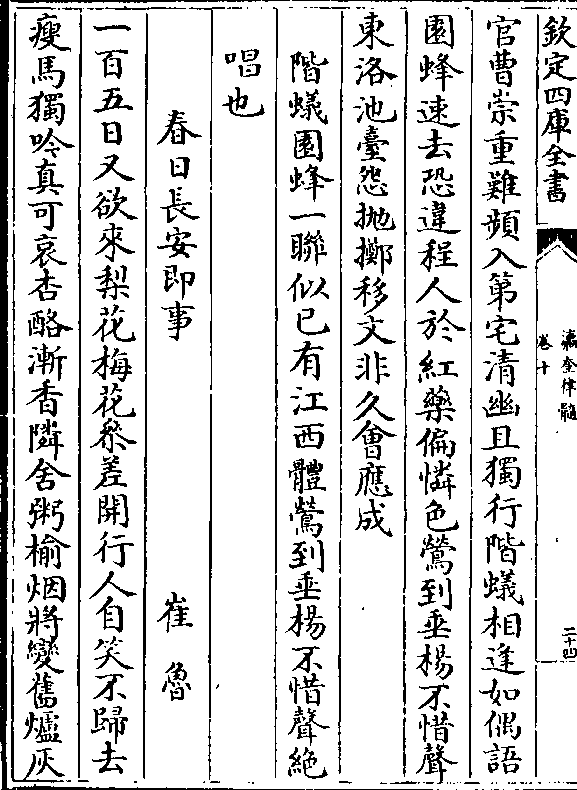 欽定四庫全書
瀛奎律髓
卷十
二十四
官曹崇重難頻入第宅清幽且獨行階蟻相逢如偶語
園蜂速去恐違程人於紅藥偏憐色鶯到垂楊不惜聲
東洛池臺怨抛擲移文非久會應成
階蟻園蜂一聯似已有江西體鶯到垂楊不惜聲絶
唱也
春日長安即事　崔魯
一百五日又欲來梨花梅花叅差開行人自笑不歸去
瘦馬獨吟真可哀杏酪漸香隣舍粥榆烟將變舊爐灰